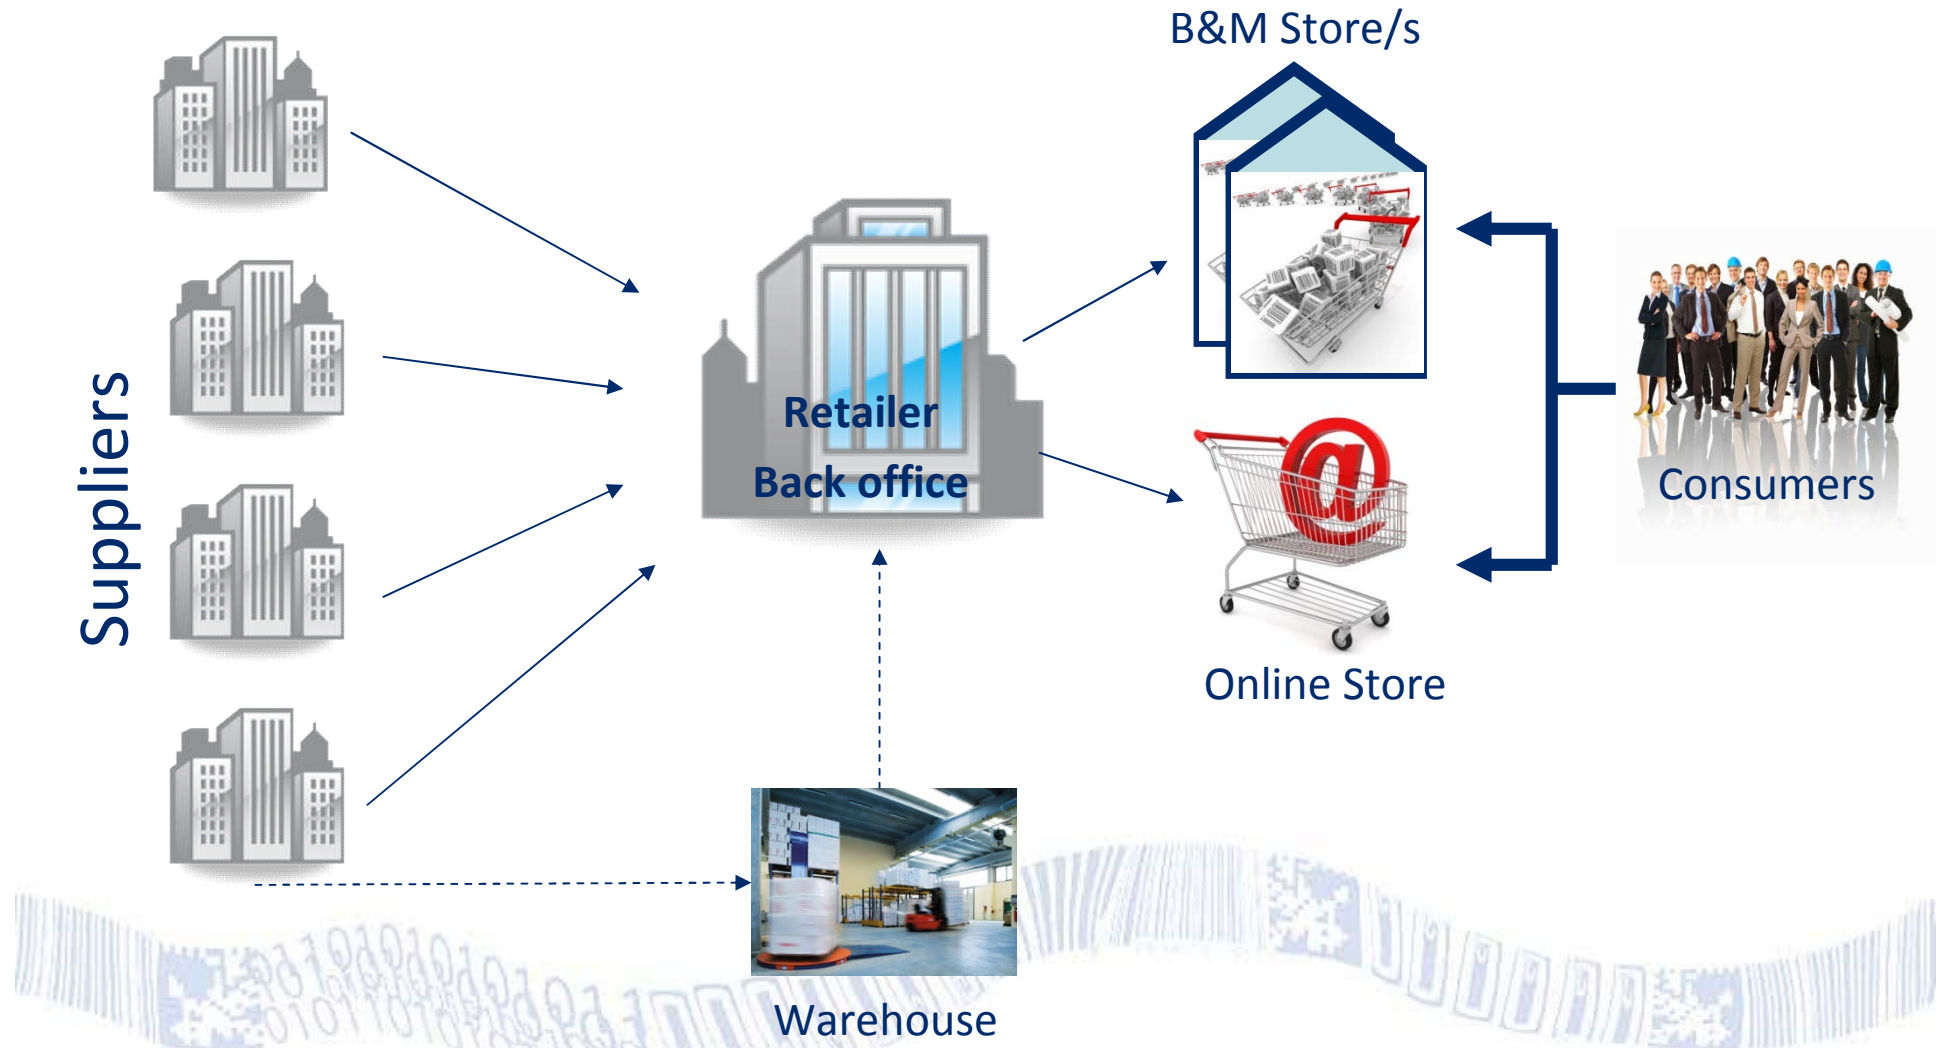 B&M Store/s
Suppliers
Retailer
Back office
Consumers
Online Store
Warehouse